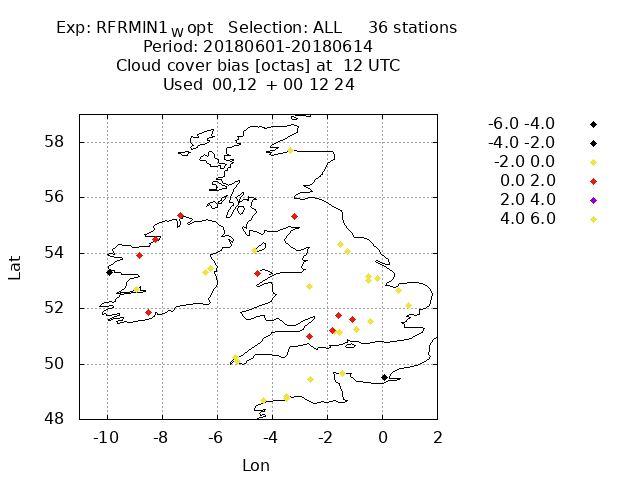 Exp: RFRMIN1Wopt Selection: ALL 36 stations
Period: 20180601-20180614
Cloud cover bias [octas] at 12 UTC
Used 00,12 + 00 12 24
-6.0 -4.0
-4.0 -2.0
-2.0 0.0
0.0 2.0
2.0 4.0
4.0 6.0
58
56
54
52
50
48
Lat
-10 -8 -6 -4 -2 0 2
Lon